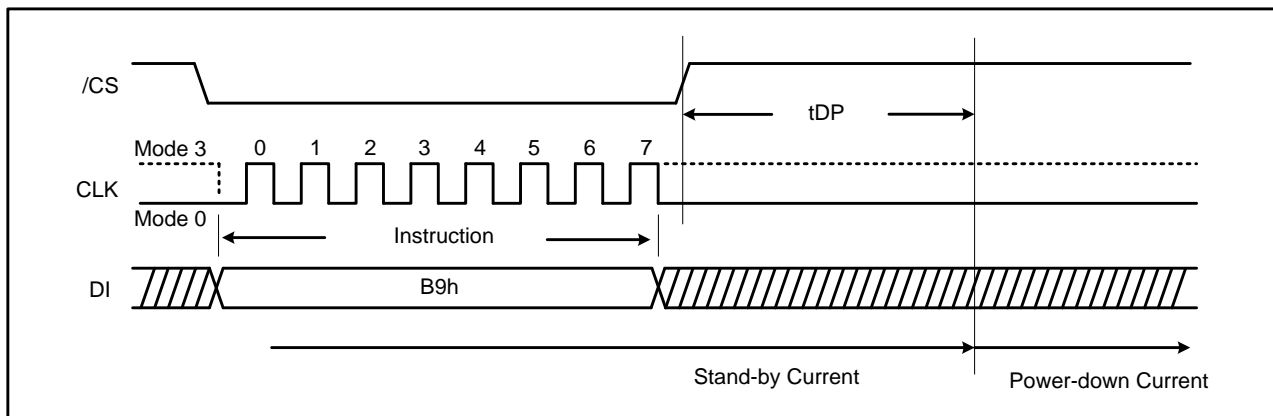 /CS
tDP
Mode 3
0 1 2 3 4 5 6 7
CLK
Mode 0
Instruction
DI
B9h
Stand-by Current
Power-down Current